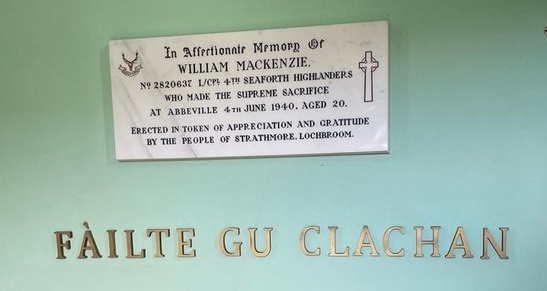 In Affectionate Memory Of
WILLIAM MACKENZIE.
No 2820637 L/CPL 4TH SEAFORTH HIGHLANDERS
WHO MADE THE SUPREME SACRIFICE
AT ABBEVILLE 4TH JUNE 1940, AGED 20.
ERECTED IN TOKEN OF APPRECIATION AND GRATITUDE
BY THE PEOPLE OF STRATHMORE, LOCHBROOM.
FÀILTE GU CLACHAN